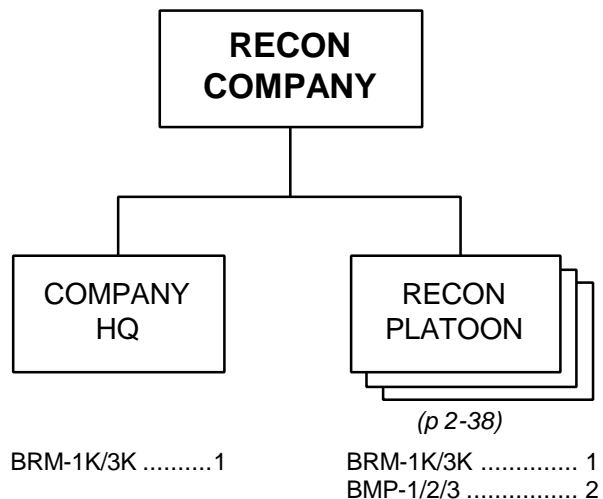 RECON
COMPANY
COMPANY
HQ
RECON
PLATOON
(p 2-38)
BRM-1K/3K ..........1
BRM-1K/3K .............. 1
BMP-1/2/3 ............... 2